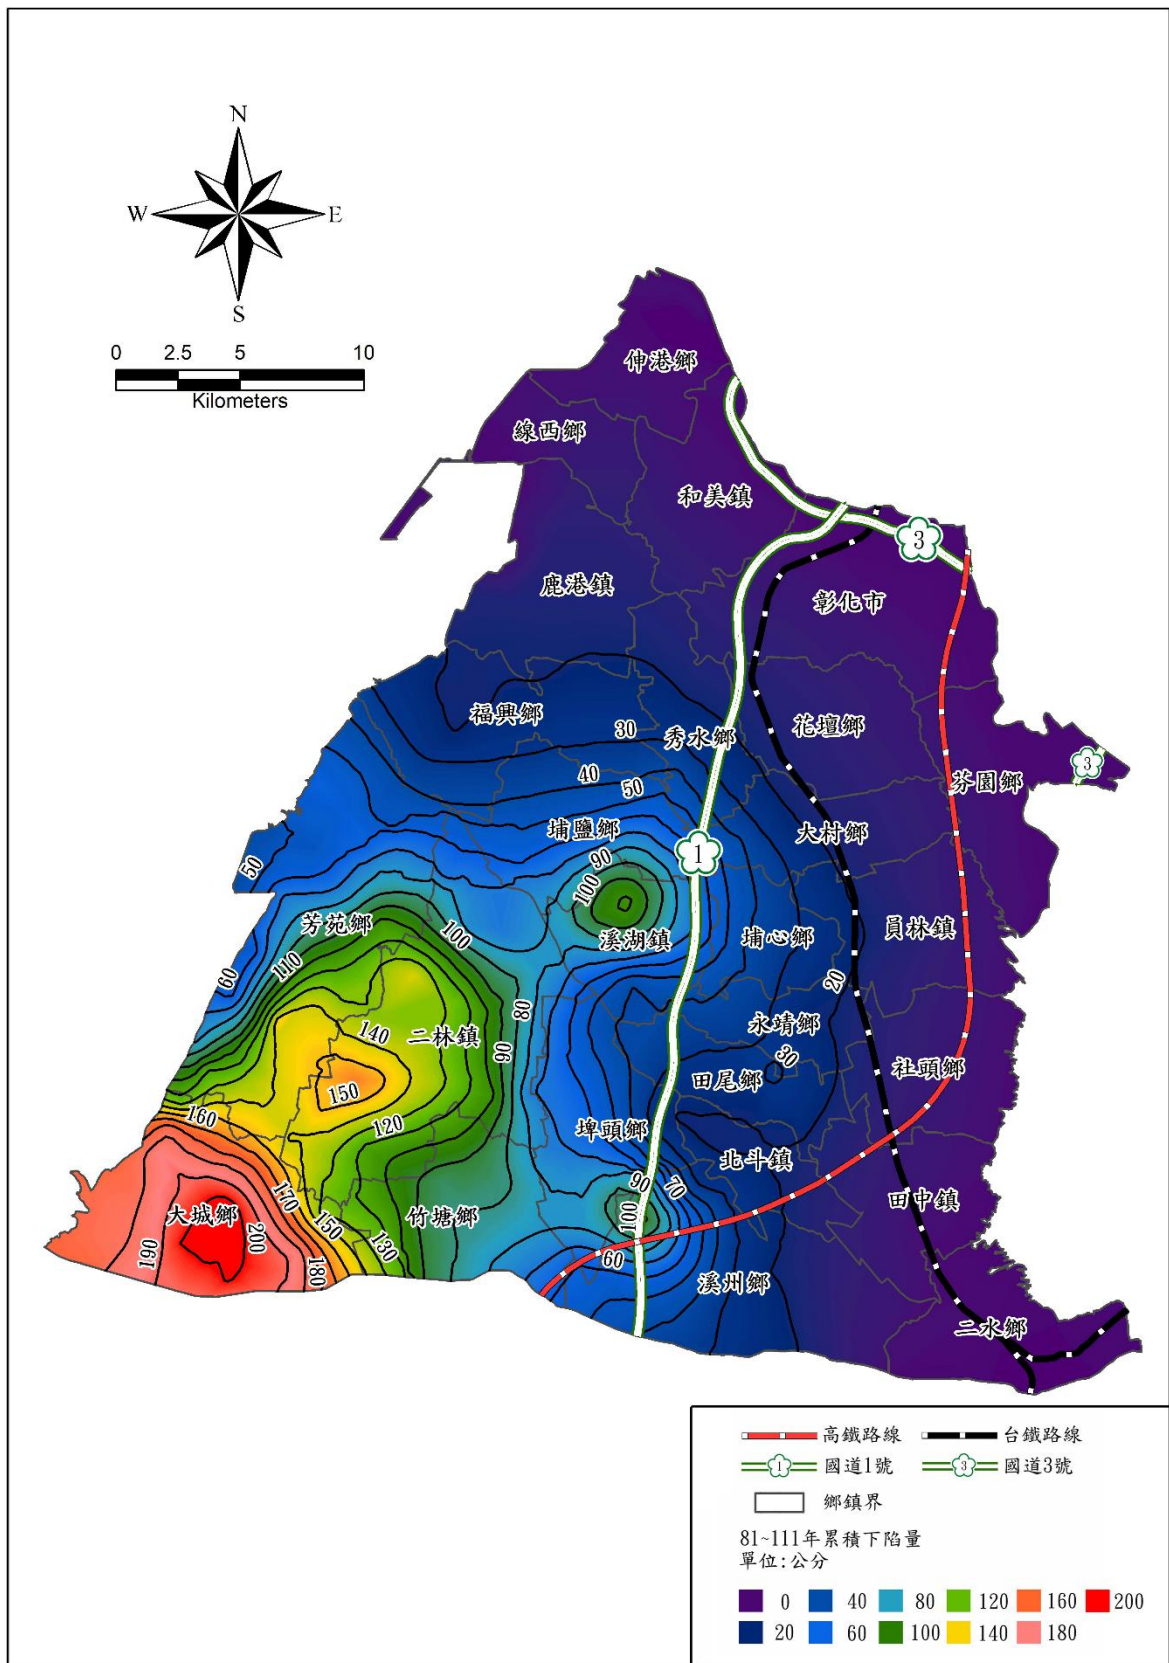 N
W E
S
0 2.5 5 10
Kilometers
伸港鄉
線西鄉
和美鎮
3
鹿港鎮
彰化市
福興鄉
30
秀水鄉
花壇鄉
3
芬園鄉
40
50
埔鹽鄉
大村鄉
90
1
50
100
芳苑鄉
100
溪湖鎮
埔心鄉
員林鎮
110
60
80
20
永靖鄉
140
二林鎮
90
30
田尾鄉
社頭鄉
150
160
120
埤頭鄉
北斗鎮
90
70
170
大城鄉
竹塘鄉
100
田中鎮
150
200
190
130
60
180
溪州鄉
二水鄉
高鐵路線 台鐵路線
1 國道1號 3 國道3號
鄉鎮界
81~111年累積下陷量
單位:公分
0 40 80 120 160 200
20 60 100 140 180